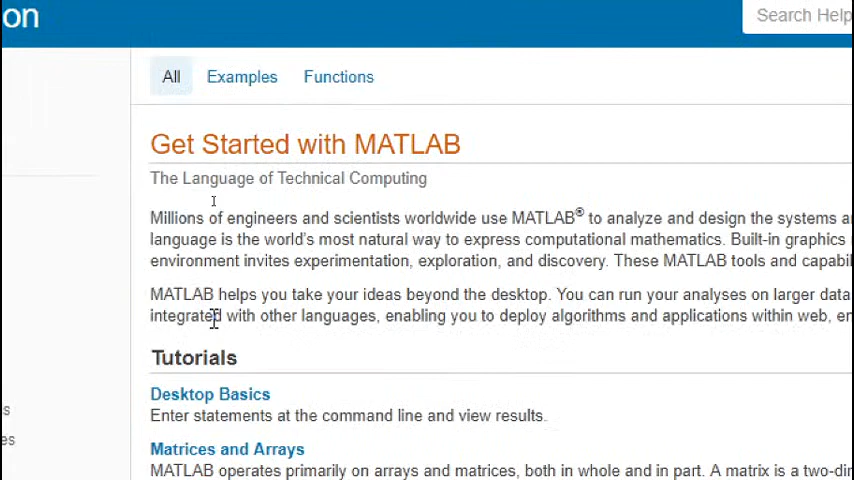 on
Search Help
All Examples Functions
Get Started with MATLAB
The Language of Technical Computing
Millions of engineers and scientists worldwide use MATLAB® to analyze and design the systems
language is the world's most natural way to express computational mathematics. Built-in graphics
environment invites experimentation, exploration, and discovery. These MATLAB tools and capabil
MATLAB helps you take your ideas beyond the desktop. You can run your analyses on larger data
integrated with other languages, enabling you to deploy algorithms and applications within web, en
Tutorials
Desktop Basics
Enter statements at the command line and view results.
s
es
Matrices and Arrays
MATLAB operates primarily on arrays and matrices, both in whole and in part. A matrix is a two-di